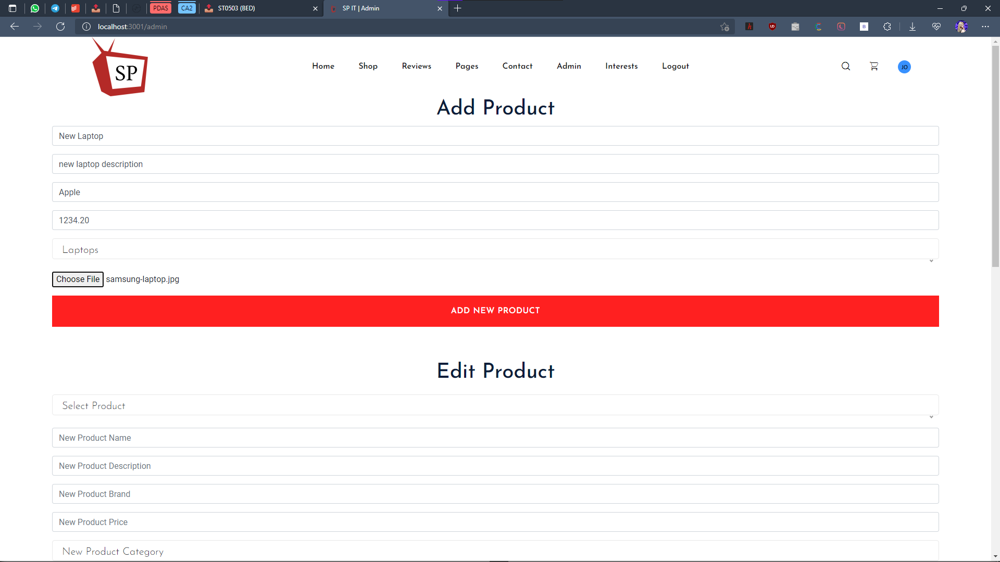 PDAS CA2 ST0503 (BED) SP IT | Admin
localhost:3001/admin
SP
Home Shop Reviews Pages Contact Admin Interests Logout JO
Add Product
New Laptop
new laptop description
Apple
1234.20
Laptops
Choose File samsung-laptop.jpg
ADD NEW PRODUCT
Edit Product
Select Product
New Product Name
New Product Description
New Product Brand
New Product Price
New Product Category